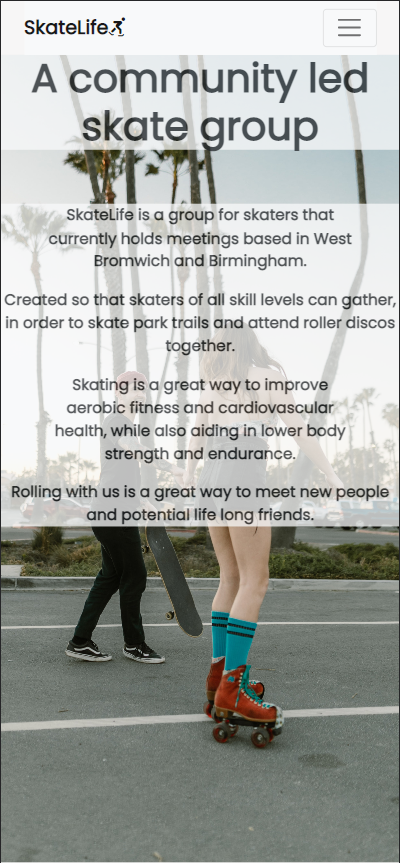 SkateLife
A community led
skate group
SkateLife is a group for skaters that
currently holds meetings based in West
Bromwich and Birmingham.
Created so that skaters of all skill levels can gather,
in order to skate park trails and attend roller discos
together.
Skating is a great way to improve
aerobic fitness and cardiovascular
health, while also aiding in lower body
strength and endurance.
Rolling with us is a great way to meet new people
and potential life long friends.